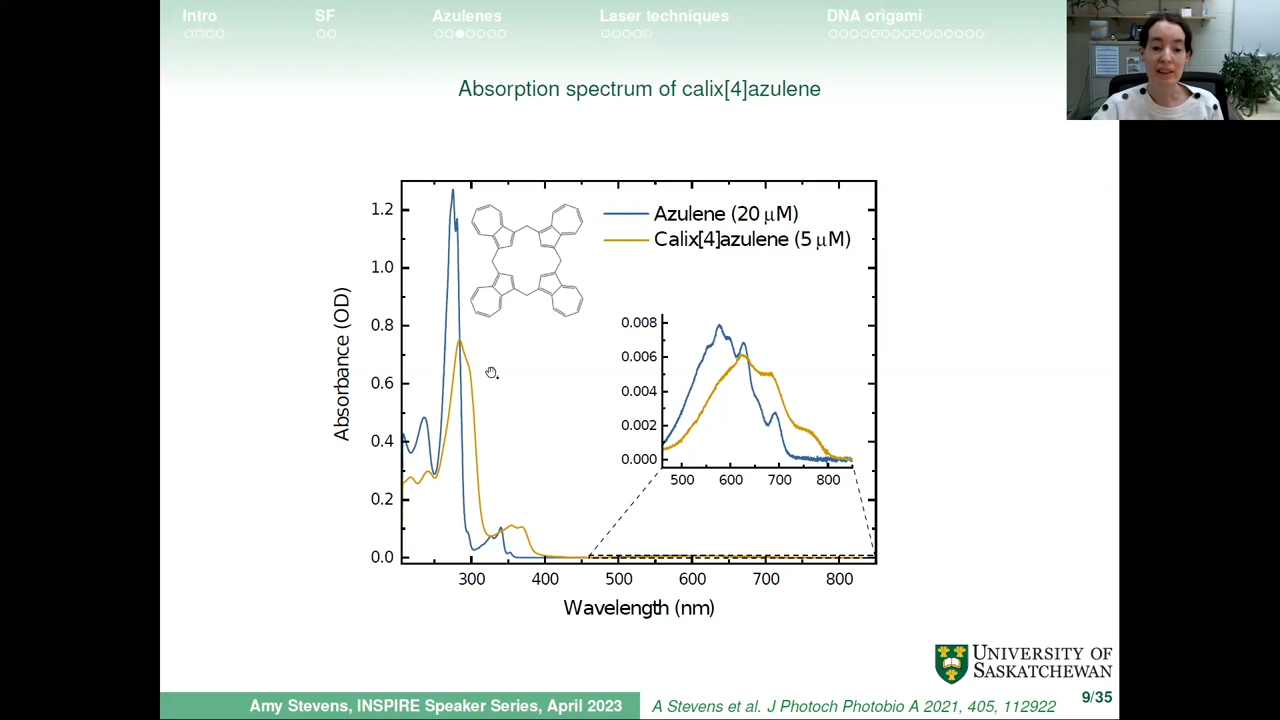 Intro SF Azulenes Laser techniques DNA origami
Absorption spectrum of calix[4]azulene
Azulene (20 μM)
Calix[4]azulene (5 μM)
Absorbance (OD)
1.2
1.0
0.8
0.6
0.4
0.2
0.0
0.008
0.006
0.004
0.002
0.000
500 600 700 800
300 400 500 600 700 800
Wavelength (nm)
UNIVERSITY OF
SASKATCHEWAN
Amy Stevens, INSPIRE Speaker Series, April 2023
A Stevens et al. J Photoch Photobio A 2021, 405, 112922
9/35